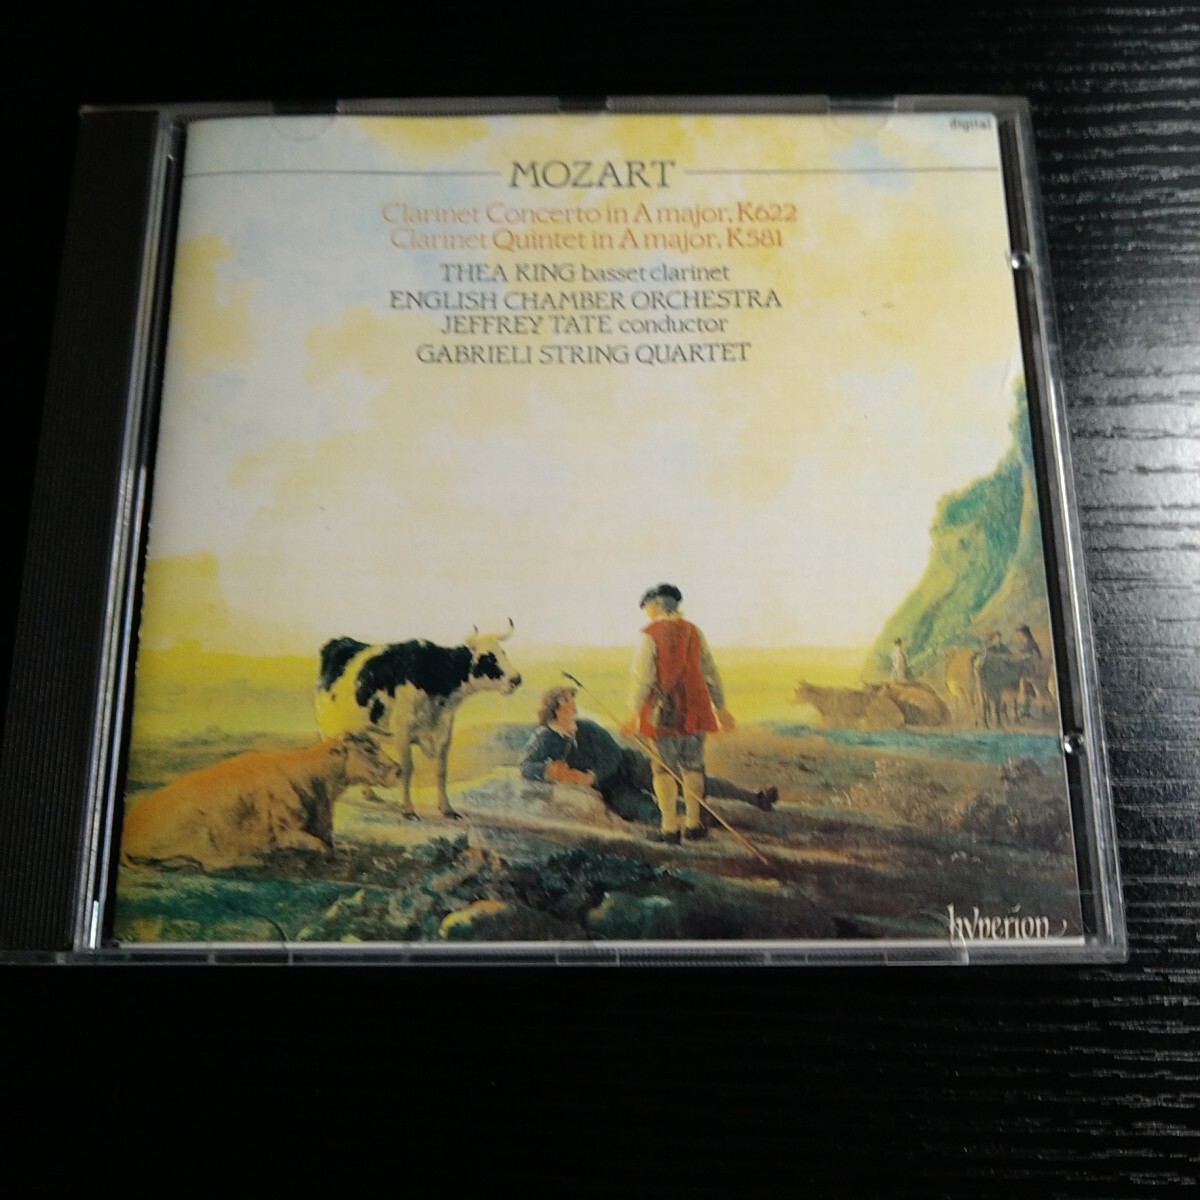 digital
MOZART
Clarinet Concerto in A major, K622
Clarinet Quintet in A major, K581
THEA KING basset clarinet
ENGLISH CHAMBER ORCHESTRA
JEFFREY TATE conductor
GABRIELI STRING QUARTET
hyperion